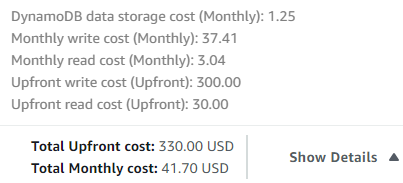 DynamoDB data storage cost (Monthly): 1.25
Monthly write cost (Monthly): 37.41
Monthly read cost (Monthly): 3.04
Upfront write cost (Upfront): 300.00
Upfront read cost (Upfront): 30.00
Total Upfront cost: 330.00 USD
Total Monthly cost: 41.70 USD
Show Details ▲